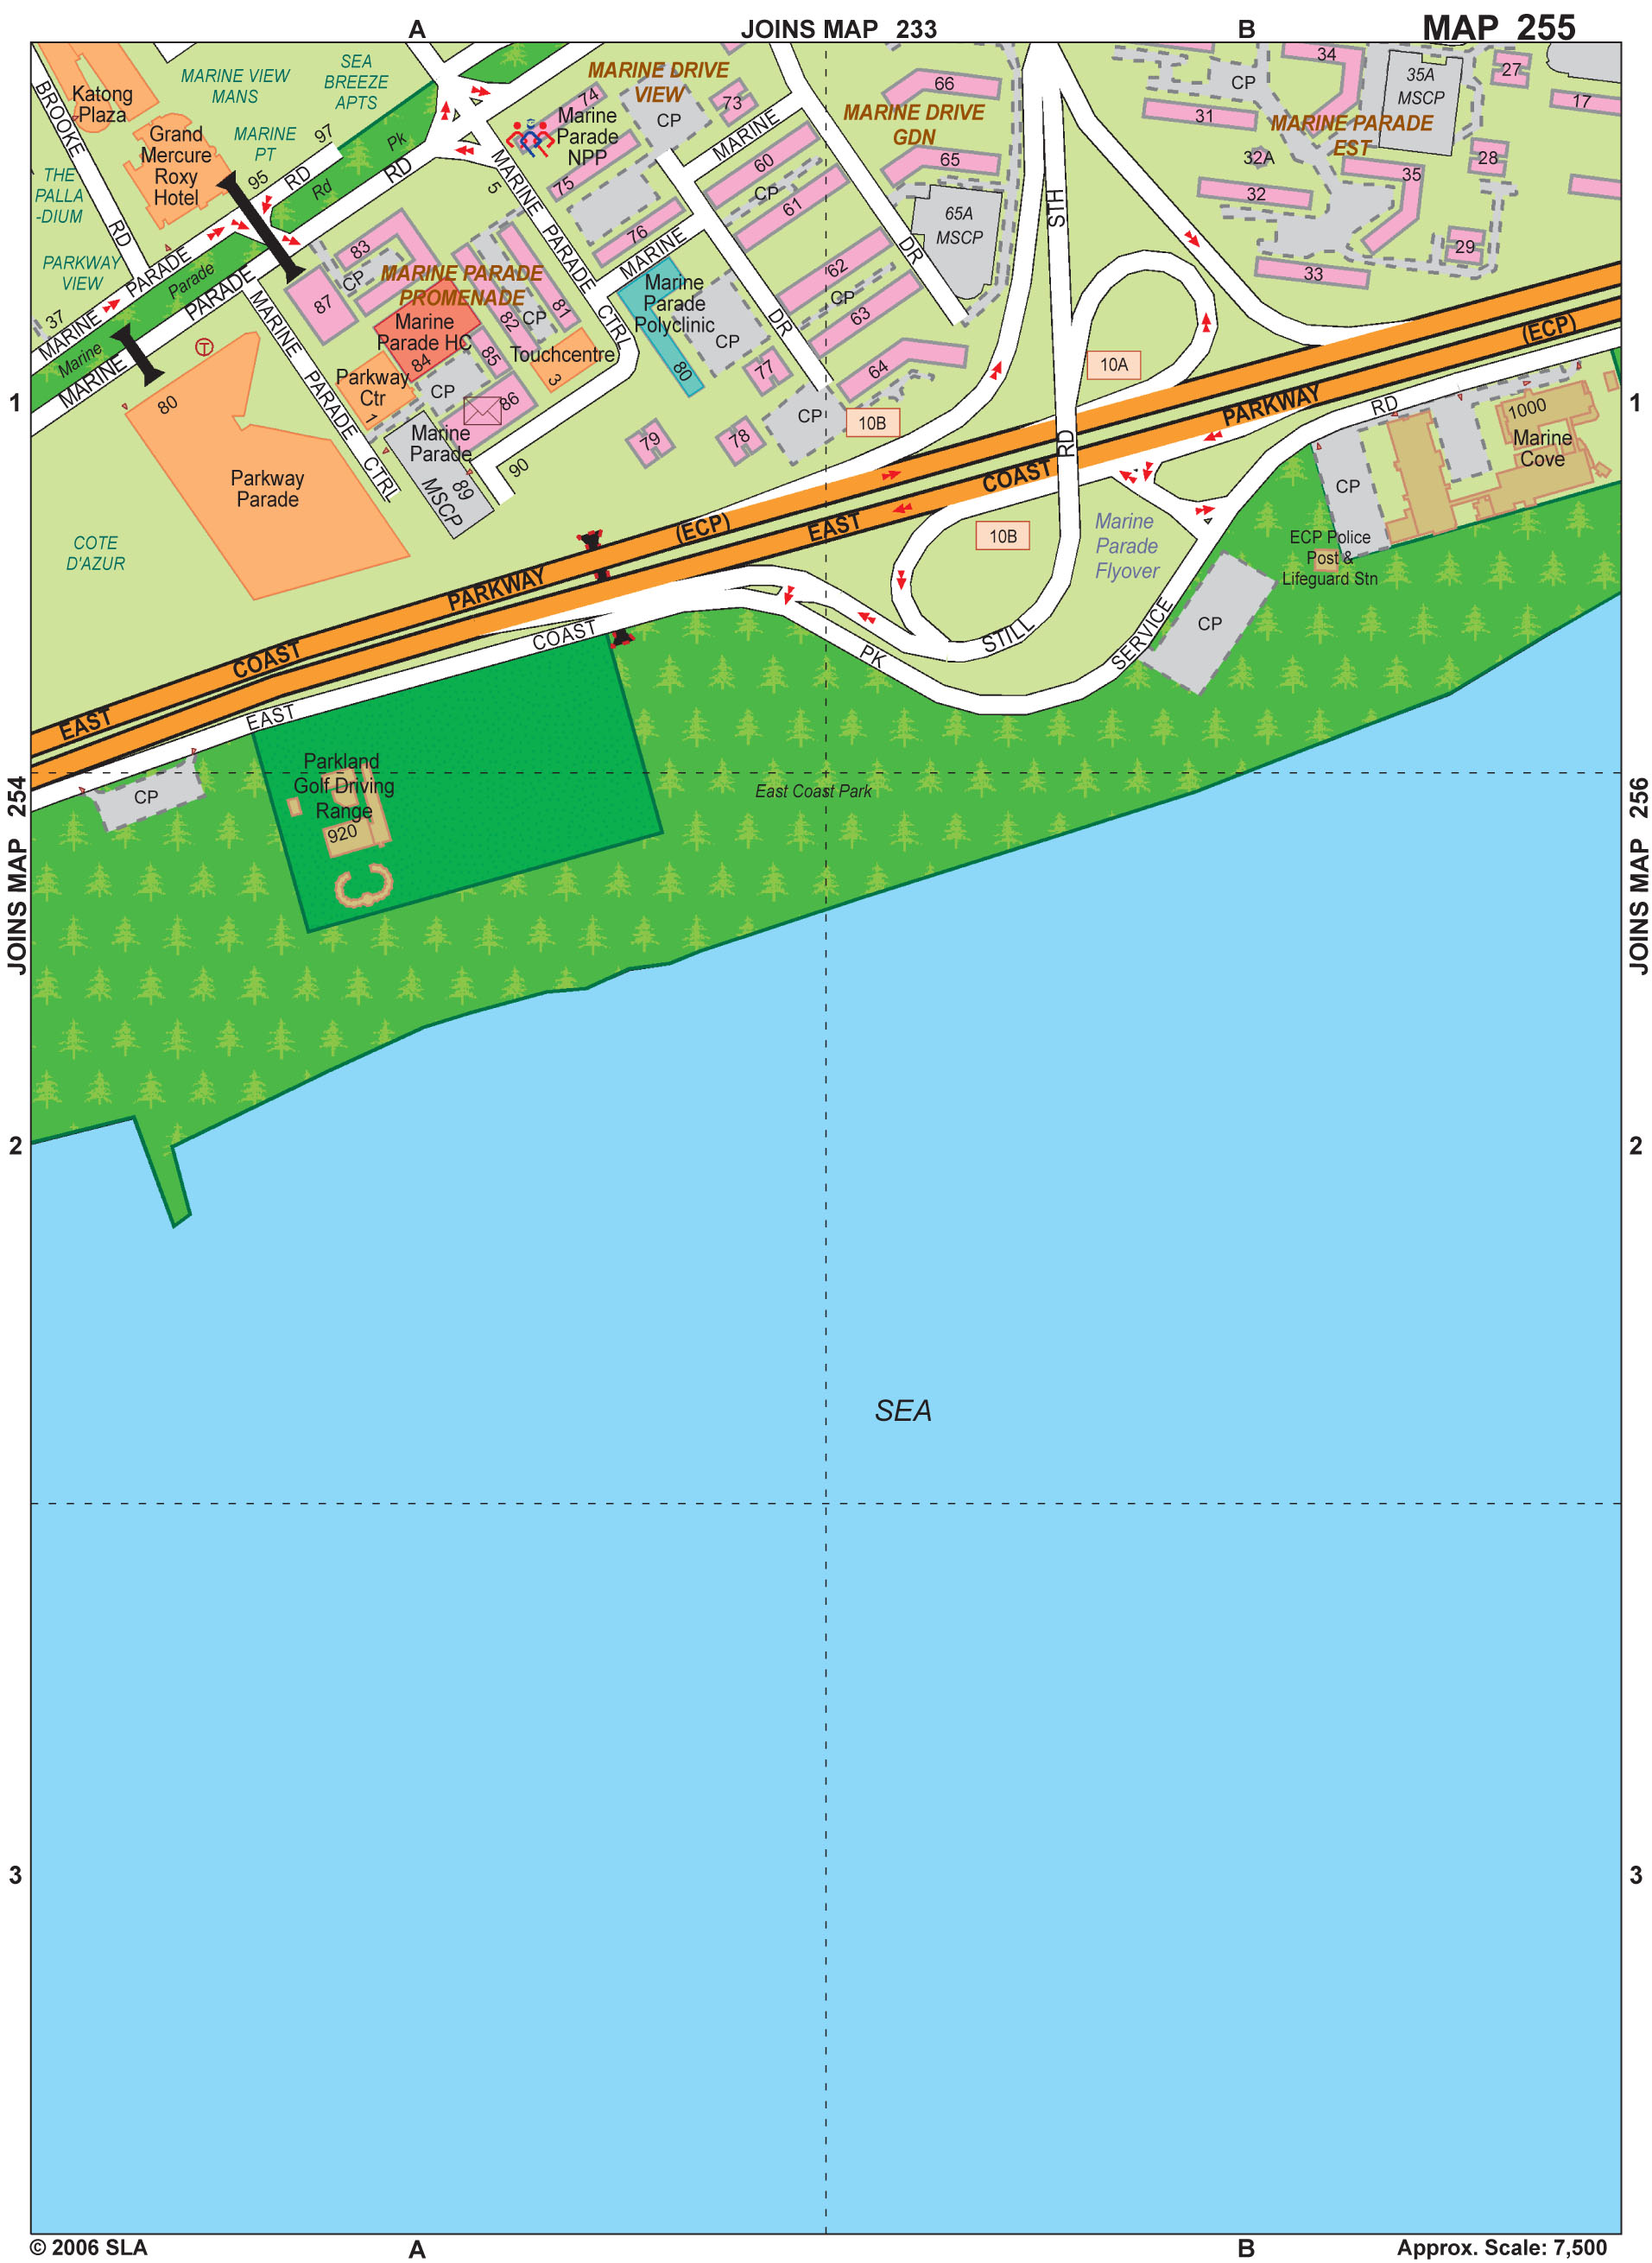 A
JOINS MAP 233
B
MAP 255
Katong
Plaza
MARINE VIEW
MANS
SEA
BREEZE
APTS
MARINE DRIVE
VIEW
MARINE DRIVE
GDN
MARINE PARADE
EST
BROOKE
RD
Grand
Mercure
Roxy
Hotel
MARINE
PT
97
95
RD
Rd
Pk
RD
THE
PALLA
-DIUM
PARKWAY
VIEW
37
MARINE
PARADE
Parade
PARADE
Marine
MARINE
74
CP
73
Marine
Parade
NPP
75
76
5
MARINE
PARADE
CTRL
MARINE
60
CP
61
66
65
65A
MSCP
DR
STH
CP
31
32A
32
33
34
35A
MSCP
35
27
17
28
29
83
CP
87
MARINE PARADE
PROMENADE
Marine
Parade HC
84
82
CP
81
85
86
Touchcentre
3
Parkway
Ctr
1
CP
Marine
Parade
89
MSCP
90
MARINE
Marine
Parade
Polyclinic
80
CP
DR
77
78
79
CP
62
CP
63
64
10B
10A
10B
MARINE
PARADE
CTRL
80
Parkway
Parade
COTE
D'AZUR
EAST
COAST
PARKWAY
(ECP)
EAST
COAST
PARKWAY
(ECP)
RD
Marine
Parade
Flyover
STILL
RD
1000
Marine
Cove
CP
ECP Police
Post &
Lifeguard Stn
CP
EAST
COAST
PK
SERVICE
1
1
CP
Parkland
Golf Driving
Range
920
East Coast Park
JOINS MAP 254
JOINS MAP 256
2
2
SEA
3
3
© 2006 SLA
A
B
Approx. Scale: 7,500